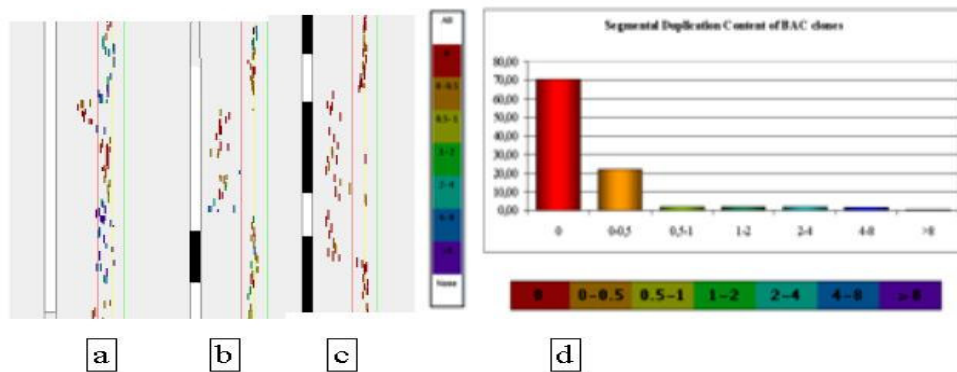 All
0
0-0.5
0.5-1
1-2
2-4
4-8
None
Segmental Duplication Content of BAC clones
80,00
70,00
60,00
50,00
40,00
30,00
20,00
10,00
0,00
0 0-0,5 0,5-1 1-2 2-4 4-8 >8
0 0-0.5 0.5-1 1-2 2-4 4-8 >8
a b c d